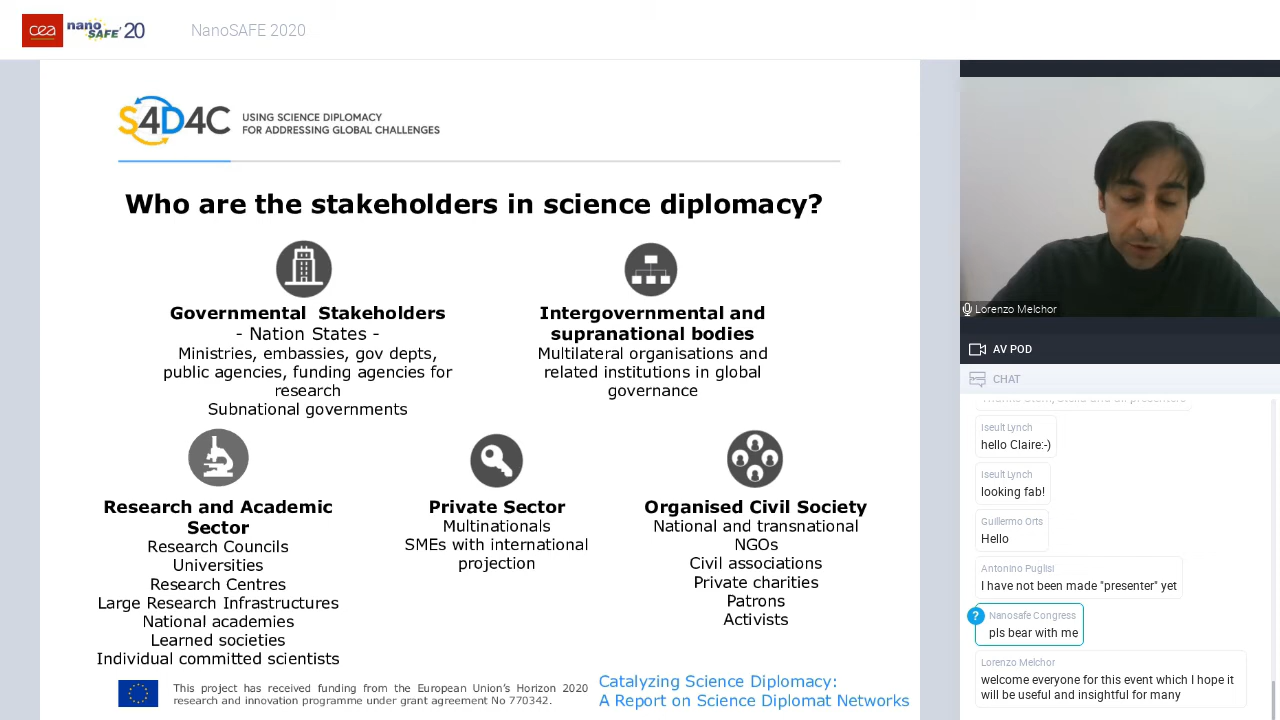 cea nano SAFE' 20
NanoSAFE 2020
S4D4C
USING SCIENCE DIPLOMACY
FOR ADDRESSING GLOBAL CHALLENGES
Who are the stakeholders in science diplomacy?
Governmental Stakeholders
- Nation States -
Ministries, embassies, gov depts,
public agencies, funding agencies for
research
Subnational governments
Intergovernmental and
supranational bodies
Multilateral organisations and
related institutions in global
governance
Research and Academic
Sector
Research Councils
Universities
Research Centres
Large Research Infrastructures
National academies
Learned societies
Individual committed scientists
Private Sector
Multinationals
SMEs with international
projection
Organised Civil Society
National and transnational
NGOs
Civil associations
Private charities
Patrons
Activists
This project has received funding from the European Union's Horizon 2020
research and innovation programme under grant agreement No 770342.
Catalyzing Science Diplomacy:
A Report on Science Diplomat Networks
Lorenzo Melchor
AV POD
CHAT
Iseult Lynch
hello Claire:-)
Iseult Lynch
looking fab!
Guillermo Orts
Hello
Antonino Puglisi
I have not been made "presenter" yet
?
Nanosafe Congress
pls bear with me
Lorenzo Melchor
welcome everyone for this event which I hope it
will be useful and insightful for many